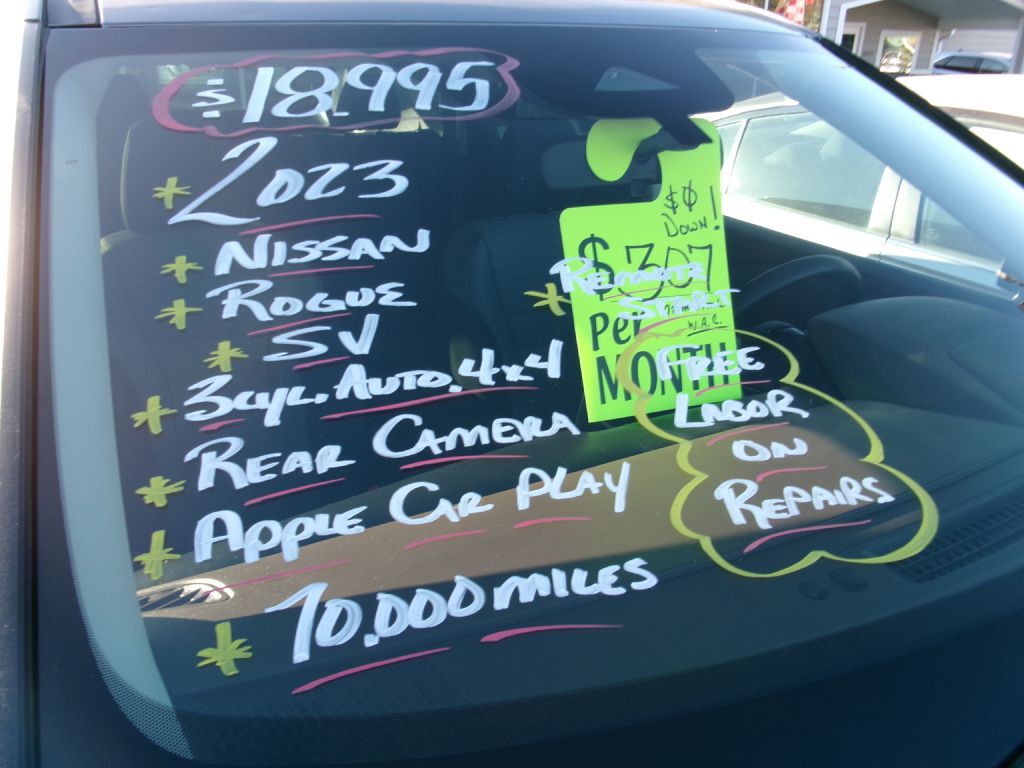 $18.995
* 2023
* NISSAN
* ROGUE
* SV
* 3cyl. AUTO. 4x4
* REAR CAMERA
* APPLE CAR PLAY
* 70.000 MILES
$0
DOWN!
$307
Per
W.A.C.
MONTH
* REMOTE
START
FREE
LABOR
ON
REPAIRS